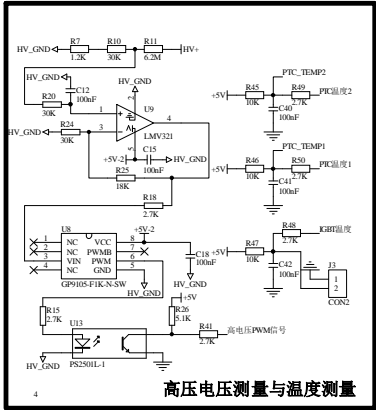 HV_GND R7 1.2K R10 30K R11 6.2M HV+
HV_GND
R20 30K C12 100nF
HV_GND
U9
1 3 4 2 5
LMV321
HV_GND R24 30K
+5V-2 C15 100nF HV_GND
R25 18K
R18 2.7K
U8
+5V-2
1 NC VCC 8
2 NC PWMB 7
3 VIN PWM 6
4 NC GND 5
GP9105-F1K-N-SW
C18 100nF
HV_GND
HV_GND
+5V
R15 2.7K
R26 5.1K
U13
R41 2.7K 高电压PWM信号
HV_GND
PS2501L-1
PTC_TEMP2
+5V R45 10K R49 2.7K PTC温度2
C40 100nF
PTC_TEMP1
+5V R46 10K R50 2.7K PTC温度1
C41 100nF
R48 2.7K IGBT温度
+5V R47 10K
C42 100nF
J3
1
2
CON2
4
高压电压测量与温度测量